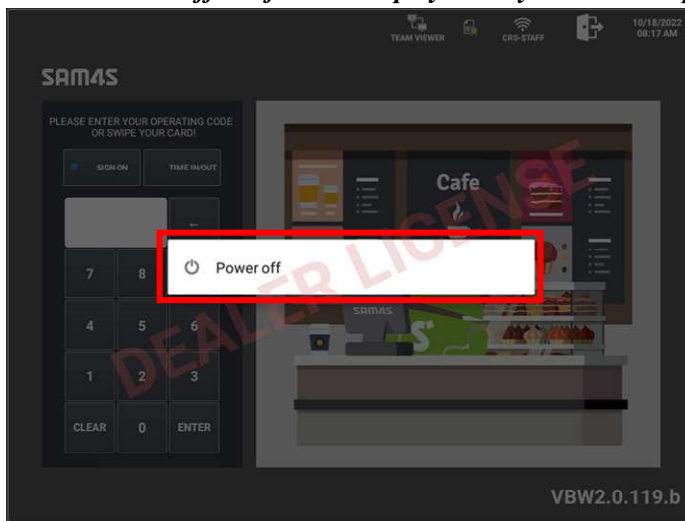 TEAM VIEWER
CRS-STAFF
10/18/2022
08:17 AM
SAM4S
PLEASE ENTER YOUR OPERATING CODE
OR SWIPE YOUR CARD!
SIGN ON
TIME IN/OUT
←
7 8
Power off
4 5 6
1 2 3
CLEAR 0 ENTER
Cafe
SAM4S
S'
DEALER LICENSE
VBW2.0.119.b